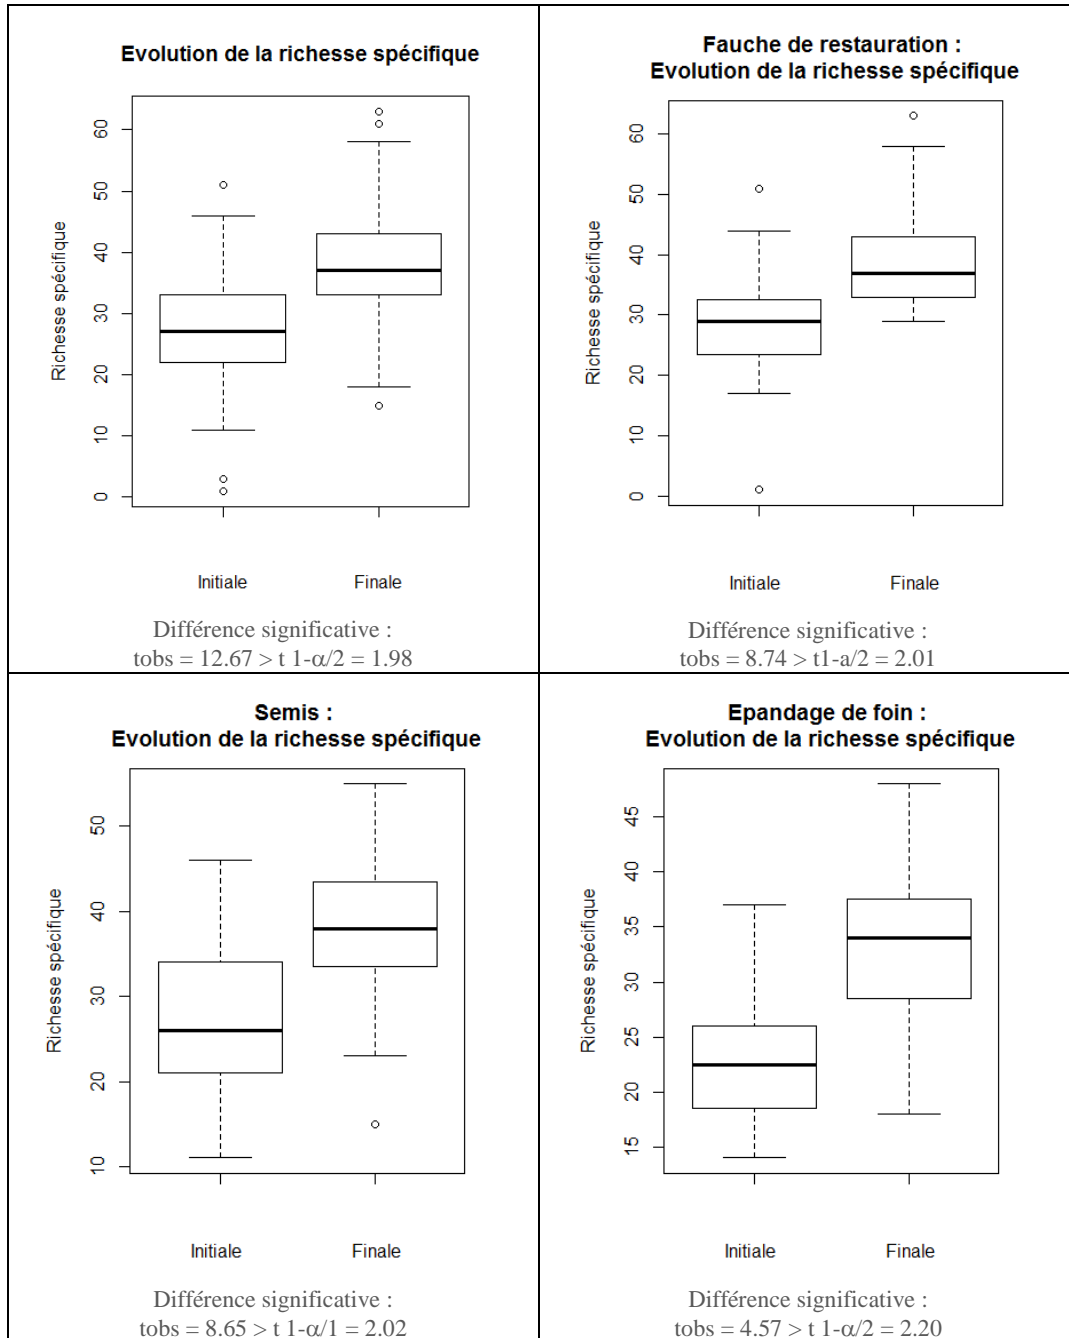 Evolution de la richesse spécifique
Richesse spécifique
60
50
40
30
20
10
0
Initiale Finale
Différence significative :
tobs = 12.67 > t 1-α/2 = 1.98
Fauche de restauration :
Evolution de la richesse spécifique
Richesse spécifique
60
50
40
30
20
10
0
Initiale Finale
Différence significative :
tobs = 8.74 > t1-a/2 = 2.01
Semis :
Evolution de la richesse spécifique
Richesse spécifique
50
40
30
20
10
Initiale Finale
Différence significative :
tobs = 8.65 > t 1-α/1 = 2.02
Epandage de foin :
Evolution de la richesse spécifique
Richesse spécifique
45
40
35
30
25
20
15
Initiale Finale
Différence significative :
tobs = 4.57 > t 1-α/2 = 2.20